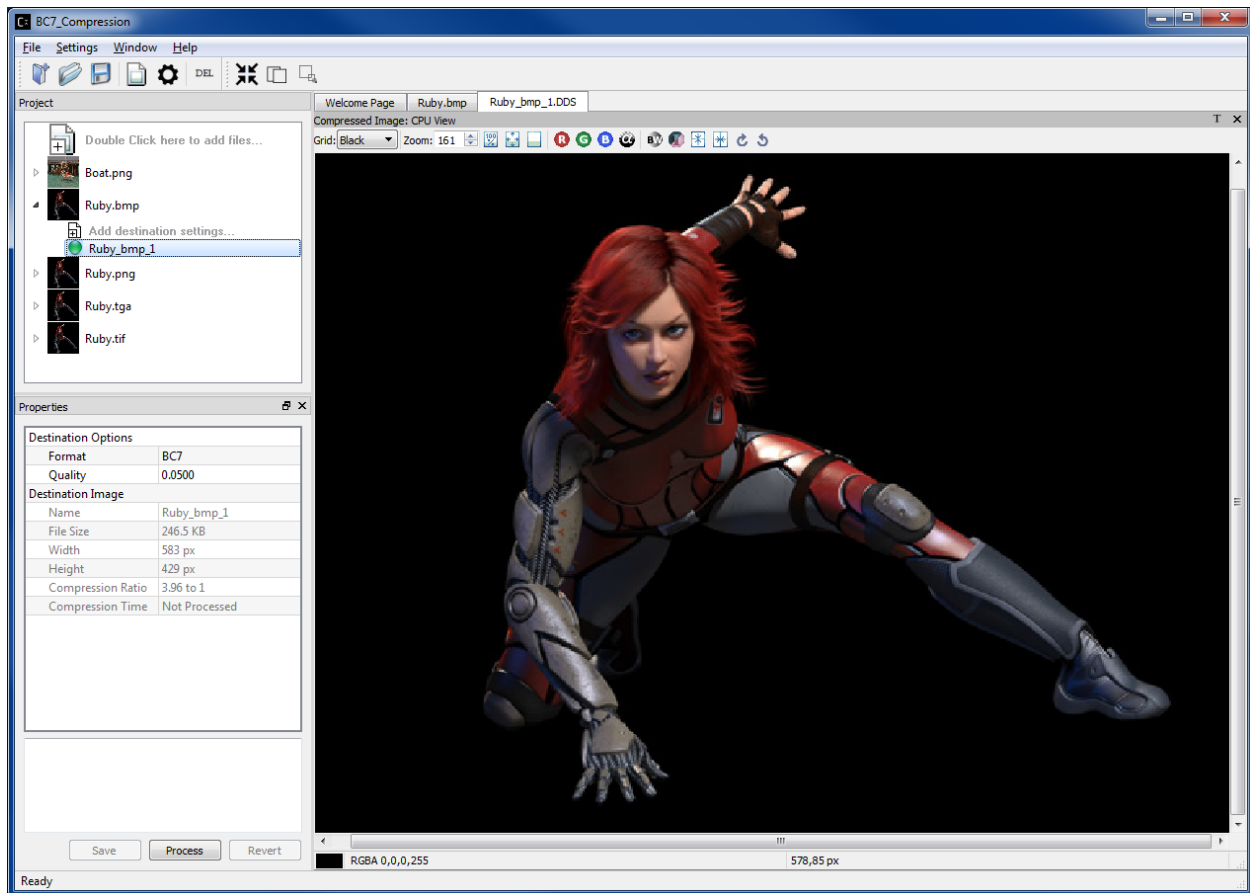 C: BC7_Compression
File Settings Window Help
DEL
Project
Double Click here to add files...
Boat.png
Ruby.bmp
Add destination settings...
Ruby_bmp_1
Ruby.png
Ruby.tga
Ruby.tif
Properties
Destination Options
Format BC7
Quality 0.0500
Destination Image
Name Ruby_bmp_1
File Size 246.5 KB
Width 583 px
Height 429 px
Compression Ratio 3.96 to 1
Compression Time Not Processed
Save Process Revert
Welcome Page Ruby.bmp Ruby_bmp_1.DDS
Compressed Image: CPU View T
Grid: Black Zoom: 161 R G B α
RGBA 0,0,0,255 578,85 px
Ready